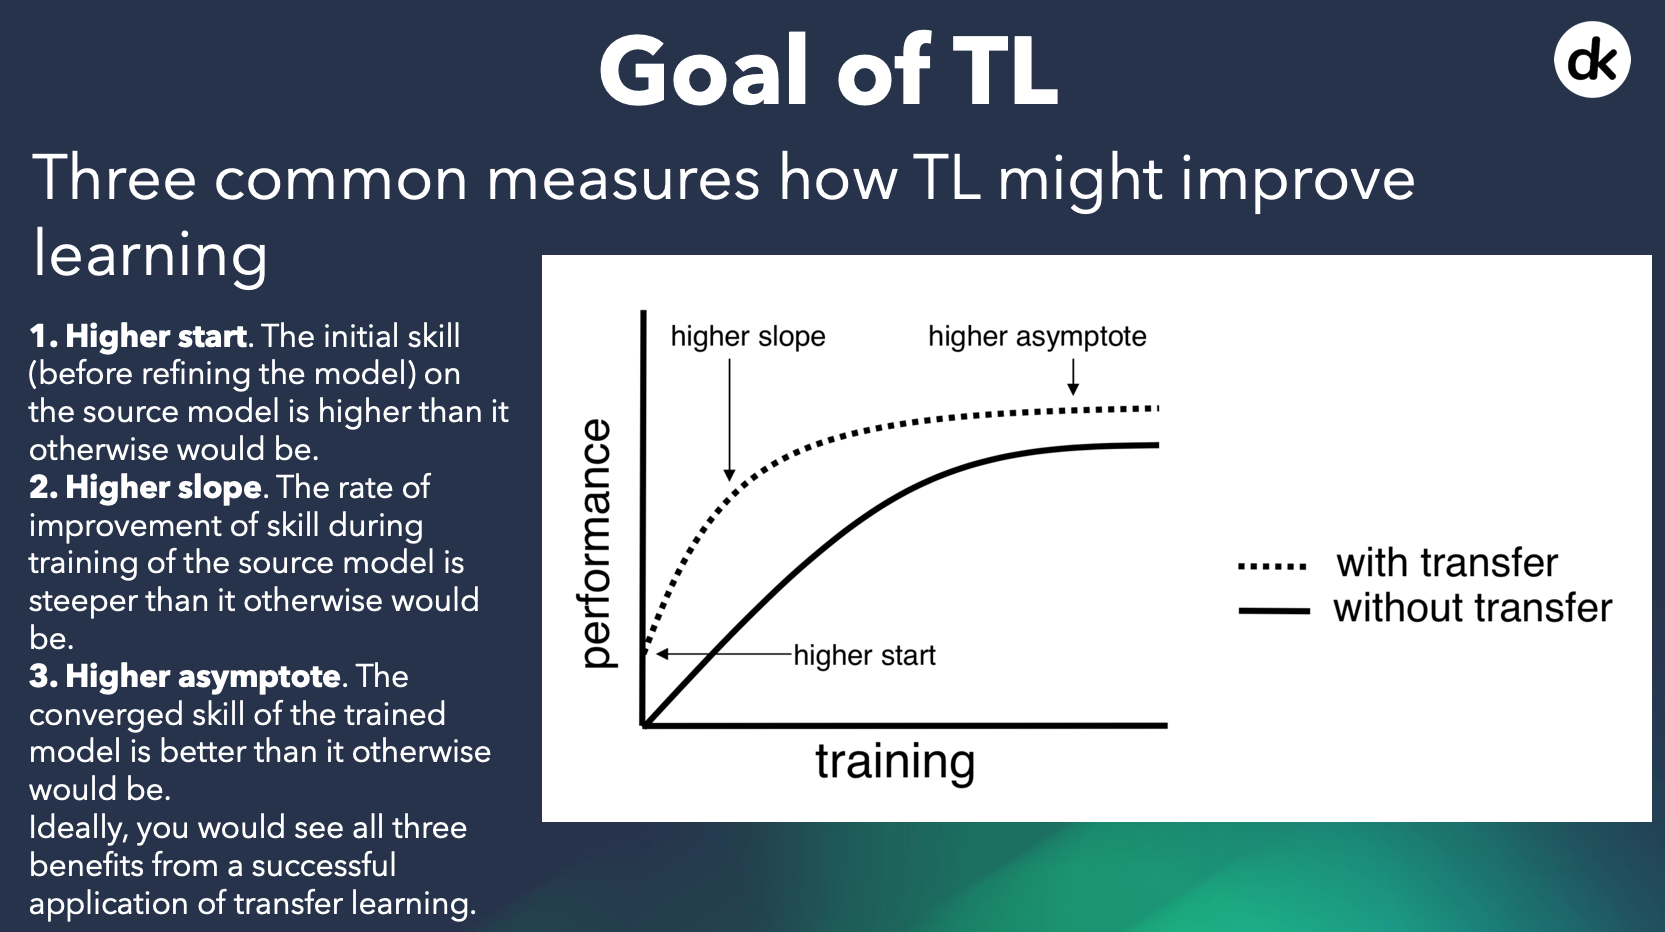 Goal of TL
dk
Three common measures how TL might improve
learning
1. Higher start. The initial skill
(before refining the model) on
the source model is higher than it
otherwise would be.
2. Higher slope. The rate of
improvement of skill during
training of the source model is
steeper than it otherwise would
be.
3. Higher asymptote. The
converged skill of the trained
model is better than it otherwise
would be.
Ideally, you would see all three
benefits from a successful
application of transfer learning.
higher slope
higher asymptote
performance
higher start
training
with transfer
without transfer